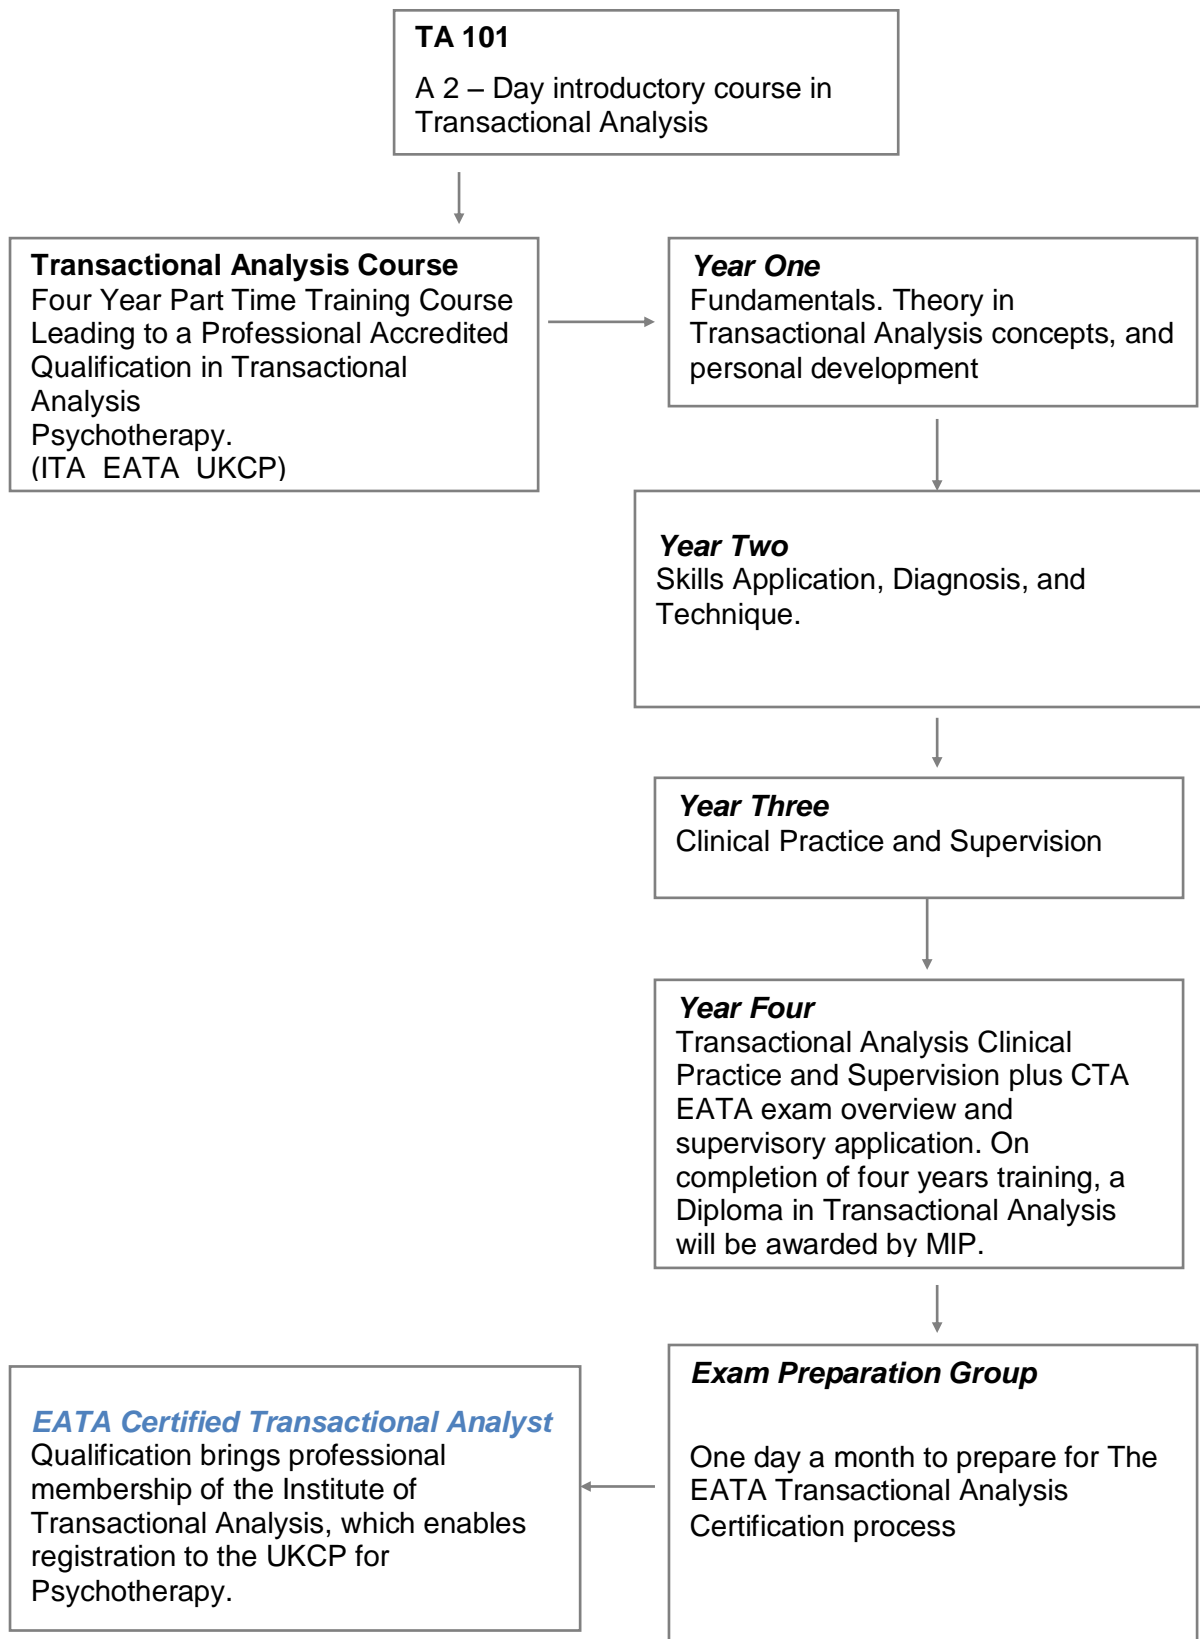 TA 101
A 2 – Day introductory course in
Transactional Analysis
Transactional Analysis Course
Four Year Part Time Training Course
Leading to a Professional Accredited
Qualification in Transactional
Analysis
Psychotherapy.
(ITA EATA UKCP)
Year One
Fundamentals. Theory in
Transactional Analysis concepts, and
personal development
Year Two
Skills Application, Diagnosis, and
Technique.
Year Three
Clinical Practice and Supervision
Year Four
Transactional Analysis Clinical
Practice and Supervision plus CTA
EATA exam overview and
supervisory application. On
completion of four years training, a
Diploma in Transactional Analysis
will be awarded by MIP.
Exam Preparation Group
One day a month to prepare for The
EATA Transactional Analysis
Certification process
EATA Certified Transactional Analyst
Qualification brings professional
membership of the Institute of
Transactional Analysis, which enables
registration to the UKCP for
Psychotherapy.